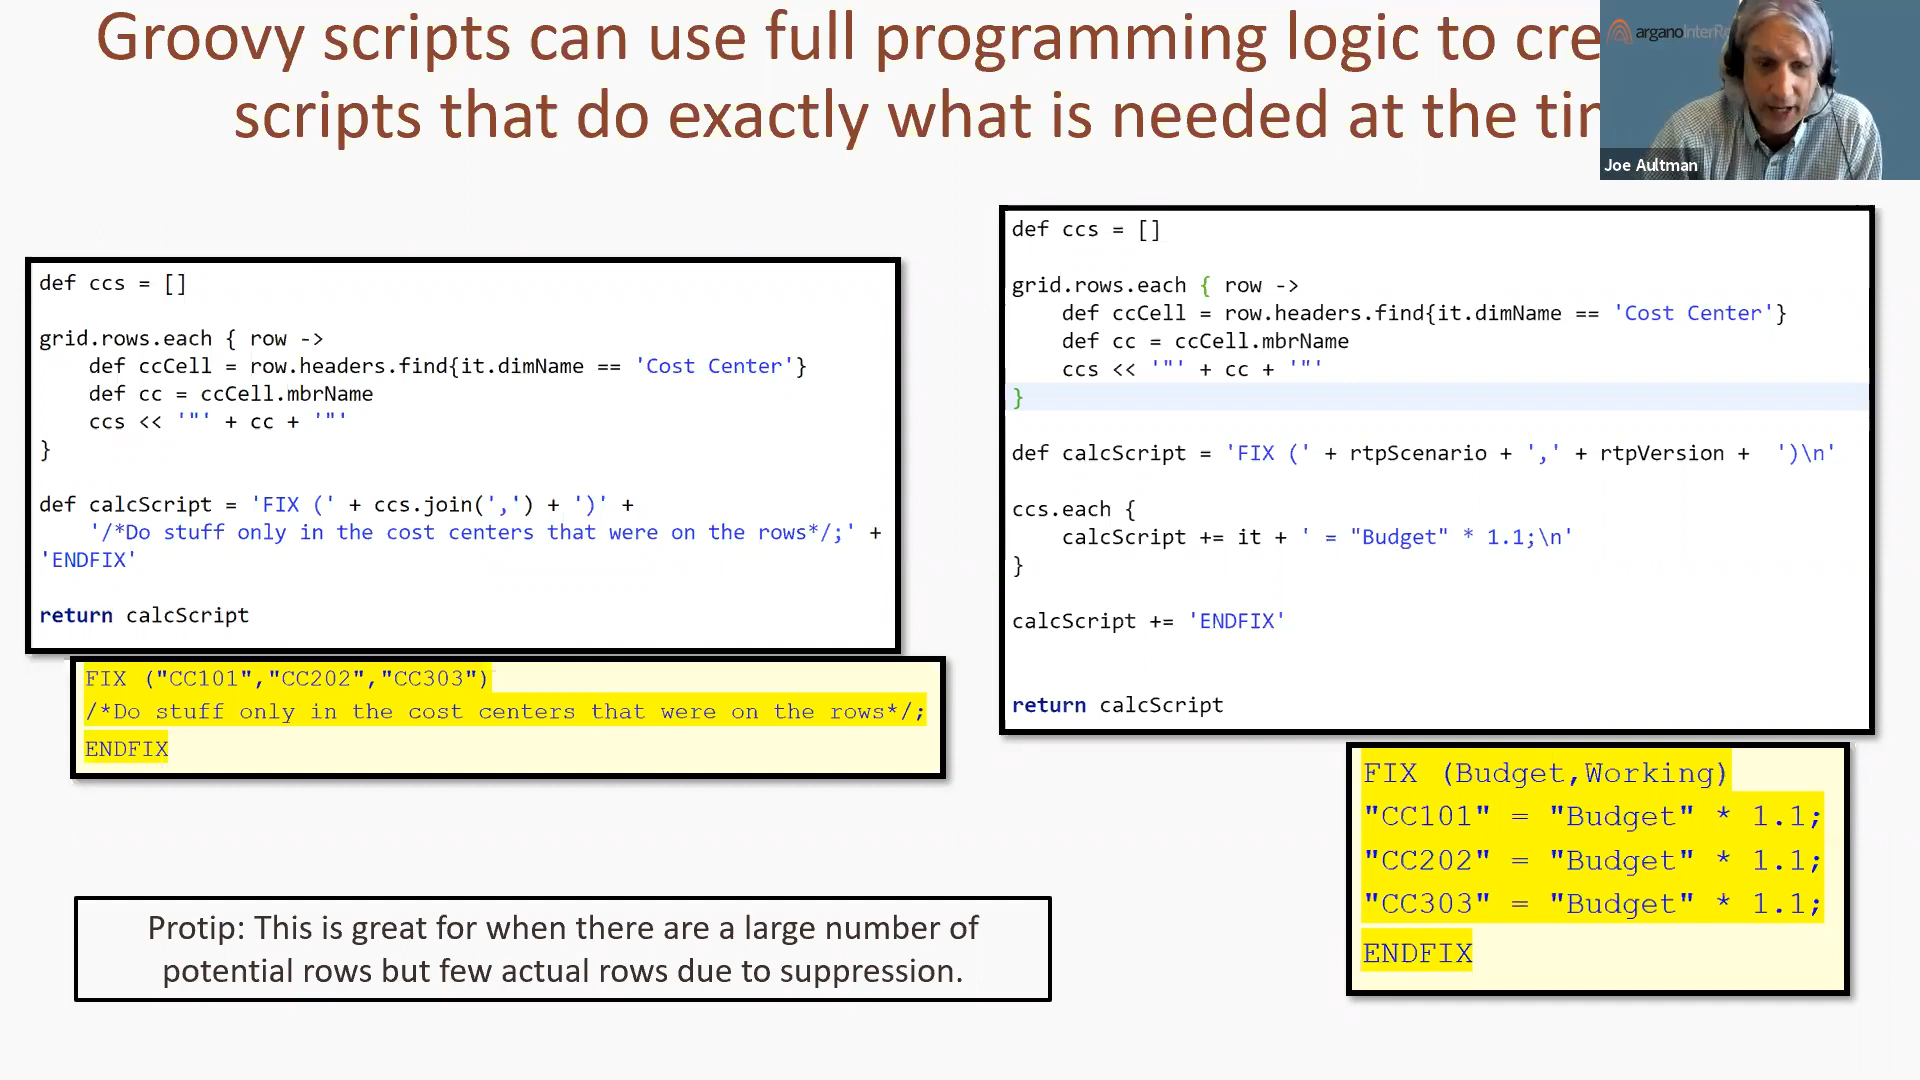 Groovy scripts can use full programming logic to cre
scripts that do exactly what is needed at the tin
arganoInterRe
Joe Aultman
def ccs = []
grid.rows.each { row ->
    def ccCell = row.headers.find{it.dimName == 'Cost Center'}
    def cc = ccCell.mbrName
    ccs << '"' + cc + '"'
}
def calcScript = 'FIX (' + ccs.join(',') + ')' +
    '/*Do stuff only in the cost centers that were on the rows*/;' +
'ENDFIX'
return calcScript
FIX ("CC101","CC202","CC303")
/*Do stuff only in the cost centers that were on the rows*/;
ENDFIX
def ccs = []
grid.rows.each { row ->
    def ccCell = row.headers.find{it.dimName == 'Cost Center'}
    def cc = ccCell.mbrName
    ccs << '"' + cc + '"'
}
def calcScript = 'FIX (' + rtpScenario + ',' + rtpVersion +  ')\n'
ccs.each {
    calcScript += it + ' = "Budget" * 1.1;\n'
}
calcScript += 'ENDFIX'
return calcScript
FIX (Budget,Working)
"CC101" = "Budget" * 1.1;
"CC202" = "Budget" * 1.1;
"CC303" = "Budget" * 1.1;
ENDFIX
Protip: This is great for when there are a large number of
potential rows but few actual rows due to suppression.